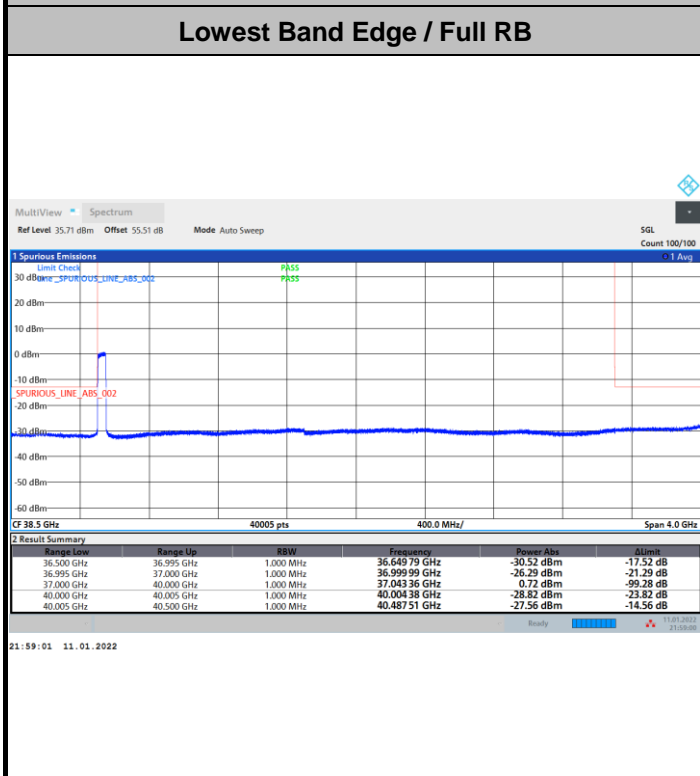 Lowest Band Edge / Full RB
MultiView Spectrum
Ref Level 35.71 dBm Offset 55.51 dB Mode Auto Sweep SGL
Count 100/100
1 Spurious Emissions 1 Avg
Limit Check PASS
30 dBm Line _SPURIOUS_LINE_ABS_002 PASS
20 dBm
10 dBm
0 dBm
-10 dBm
_SPURIOUS_LINE_ABS_002
-20 dBm
-30 dBm
-40 dBm
-50 dBm
-60 dBm
CF 38.5 GHz 40005 pts 400.0 MHz/ Span 4.0 GHz
2 Result Summary
Range Low Range Up RBW Frequency Power Abs ΔLimit
36.500 GHz 36.995 GHz 1.000 MHz 36.649 79 GHz -30.52 dBm -17.52 dB
36.995 GHz 37.000 GHz 1.000 MHz 36.999 99 GHz -26.29 dBm -21.29 dB
37.000 GHz 40.000 GHz 1.000 MHz 37.043 36 GHz 0.72 dBm -99.28 dB
40.000 GHz 40.005 GHz 1.000 MHz 40.004 38 GHz -28.82 dBm -23.82 dB
40.005 GHz 40.500 GHz 1.000 MHz 40.487 51 GHz -27.56 dBm -14.56 dB
Ready 11.01.2022
21:59:00
21:59:01 11.01.2022